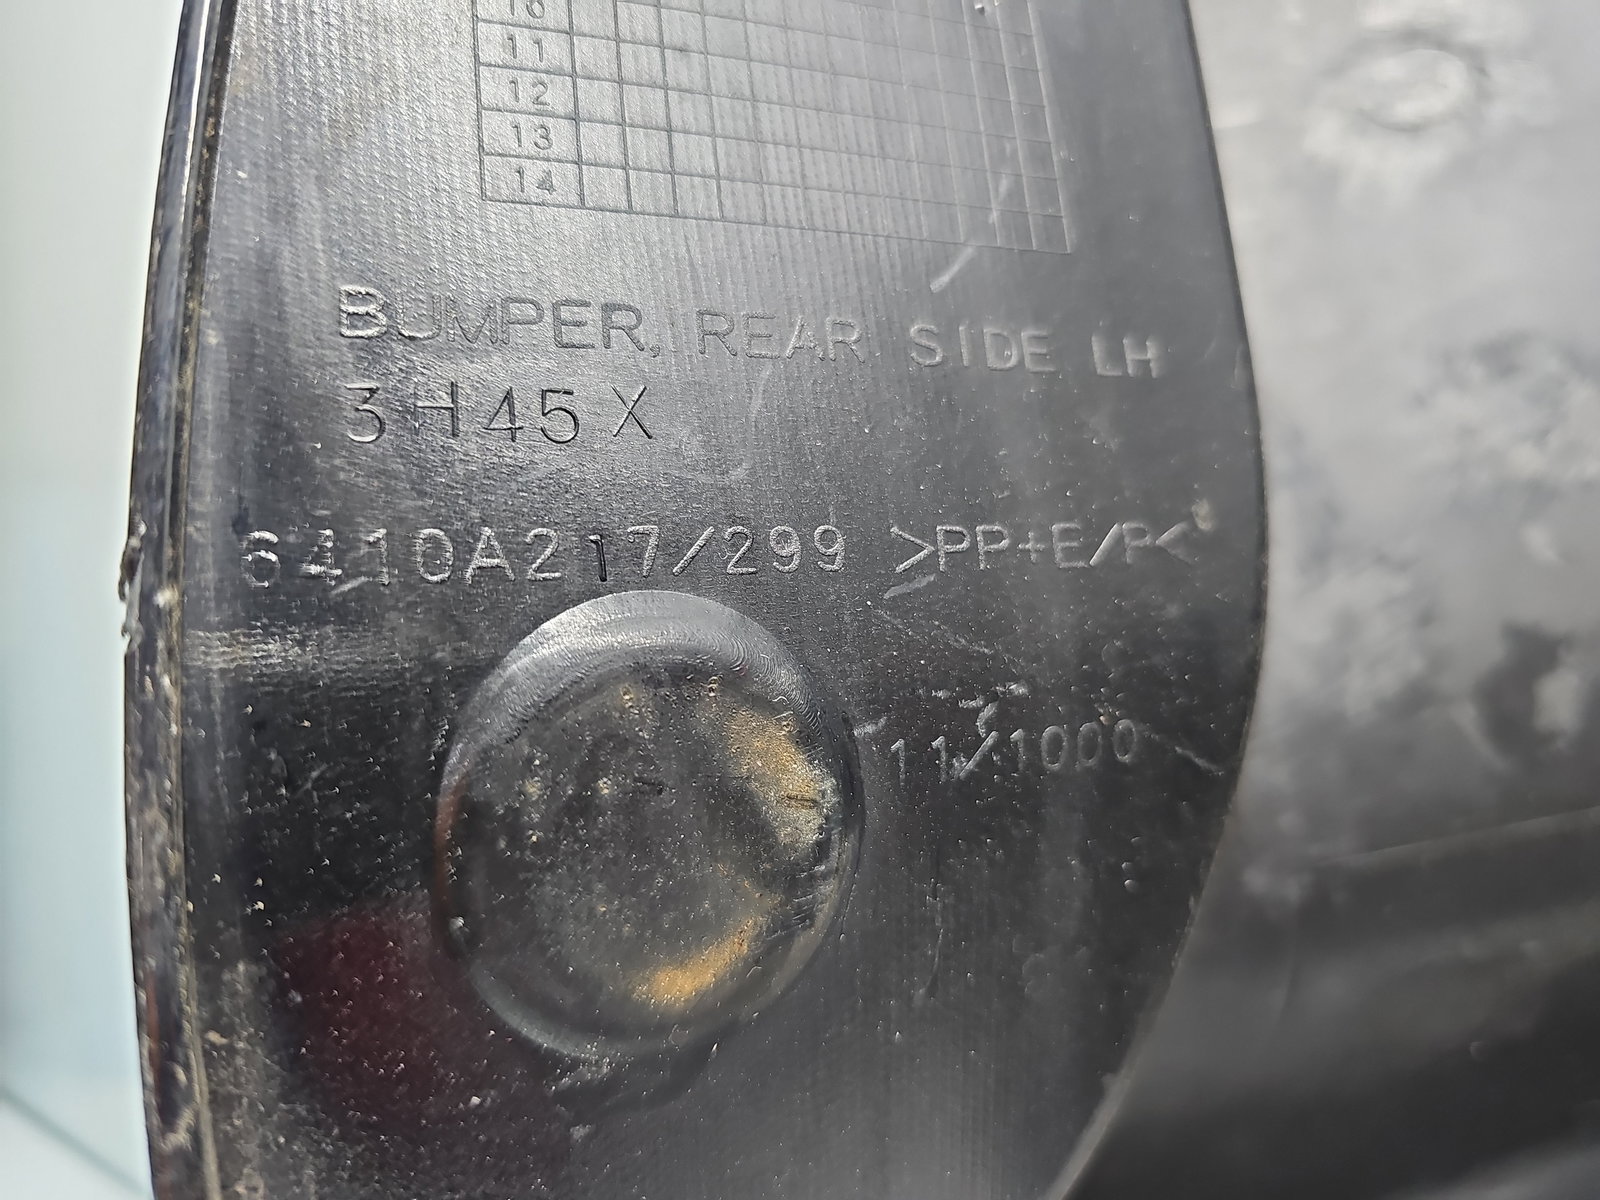 11
12
13
14
BUMPER, REAR SIDE LH
3H45X
6410A217/299 >PP+E/P<
11/1000